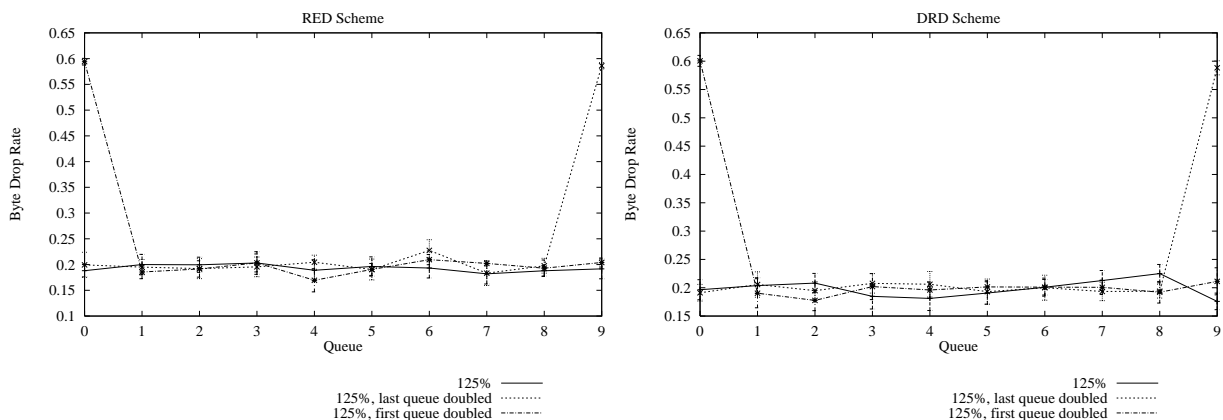 RED Scheme
0.65
0.6
0.55
0.5
0.45
0.4
0.35
0.3
0.25
0.2
0.15
0.1
Byte Drop Rate
0 1 2 3 4 5 6 7 8 9
Queue
125%
125%, last queue doubled
125%, first queue doubled
DRD Scheme
0.65
0.6
0.55
0.5
0.45
0.4
0.35
0.3
0.25
0.2
0.15
Byte Drop Rate
0 1 2 3 4 5 6 7 8 9
Queue
125%
125%, last queue doubled
125%, first queue doubled